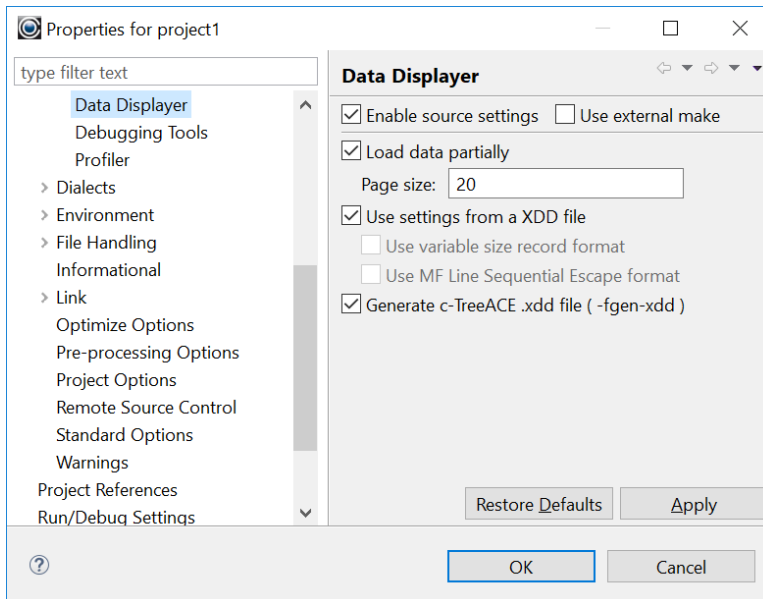 Properties for project1
type filter text
Data Displayer
Debugging Tools
Profiler
Dialects
Environment
File Handling
Informational
Link
Optimize Options
Pre-processing Options
Project Options
Remote Source Control
Standard Options
Warnings
Project References
Run/Debug Settings
Data Displayer
Enable source settings Use external make
Load data partially
Page size: 20
Use settings from a XDD file
Use variable size record format
Use MF Line Sequential Escape format
Generate c-TreeACE .xdd file ( -fgen-xdd )
Restore Defaults Apply
? OK Cancel